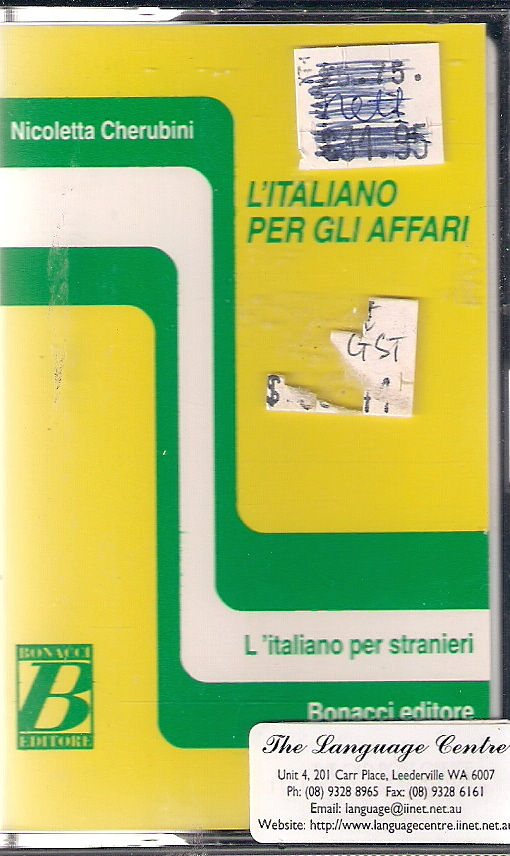 Nicoletta Cherubini
nett
L'ITALIANO
PER GLI AFFARI
GST
$
L'italiano per stranieri
BONACCI
B
EDITORE
Bonacci editore
The Language Centre
Unit 4, 201 Carr Place, Leederville WA 6007
Ph: (08) 9328 8965 Fax: (08) 9328 6161
Email: language@iinet.net.au
Website: http://www.languagecentre.iinet.net.au